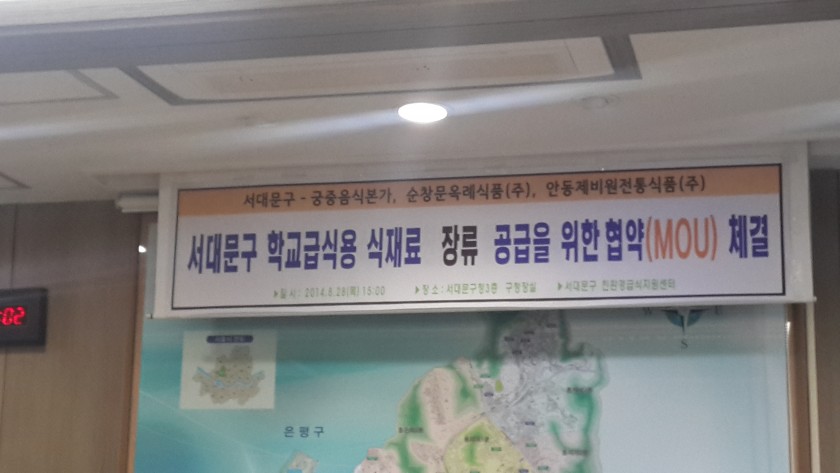 서대문구 - 궁중음식본가, 순창문옥례식품(주), 안동제비원전통식품(주)
서대문구 학교급식용 식재료 장류 공급을 위한 협약(MOU) 체결
▶일시: 2014.8.28(목) 15:00 ▶장소: 서대문구청3층 구청장실 ▶서대문구 친환경급식지원센터
:02
S
은평구